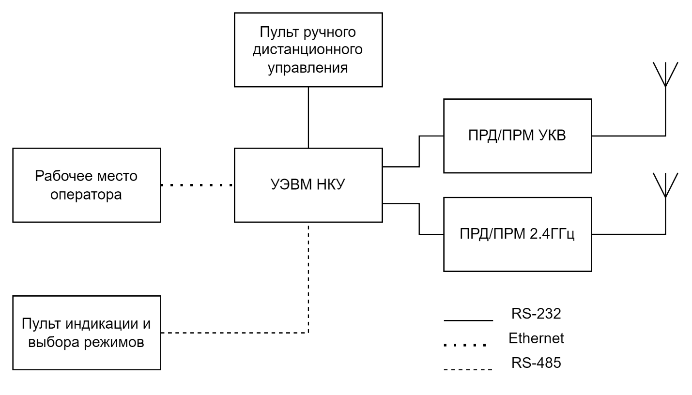 Пульт ручного
дистанционного
управления
ПРД/ПРМ УКВ
Рабочее место
оператора
УЭВМ НКУ
ПРД/ПРМ 2.4ГГц
Пульт индикации и
выбора режимов
RS-232
Ethernet
RS-485